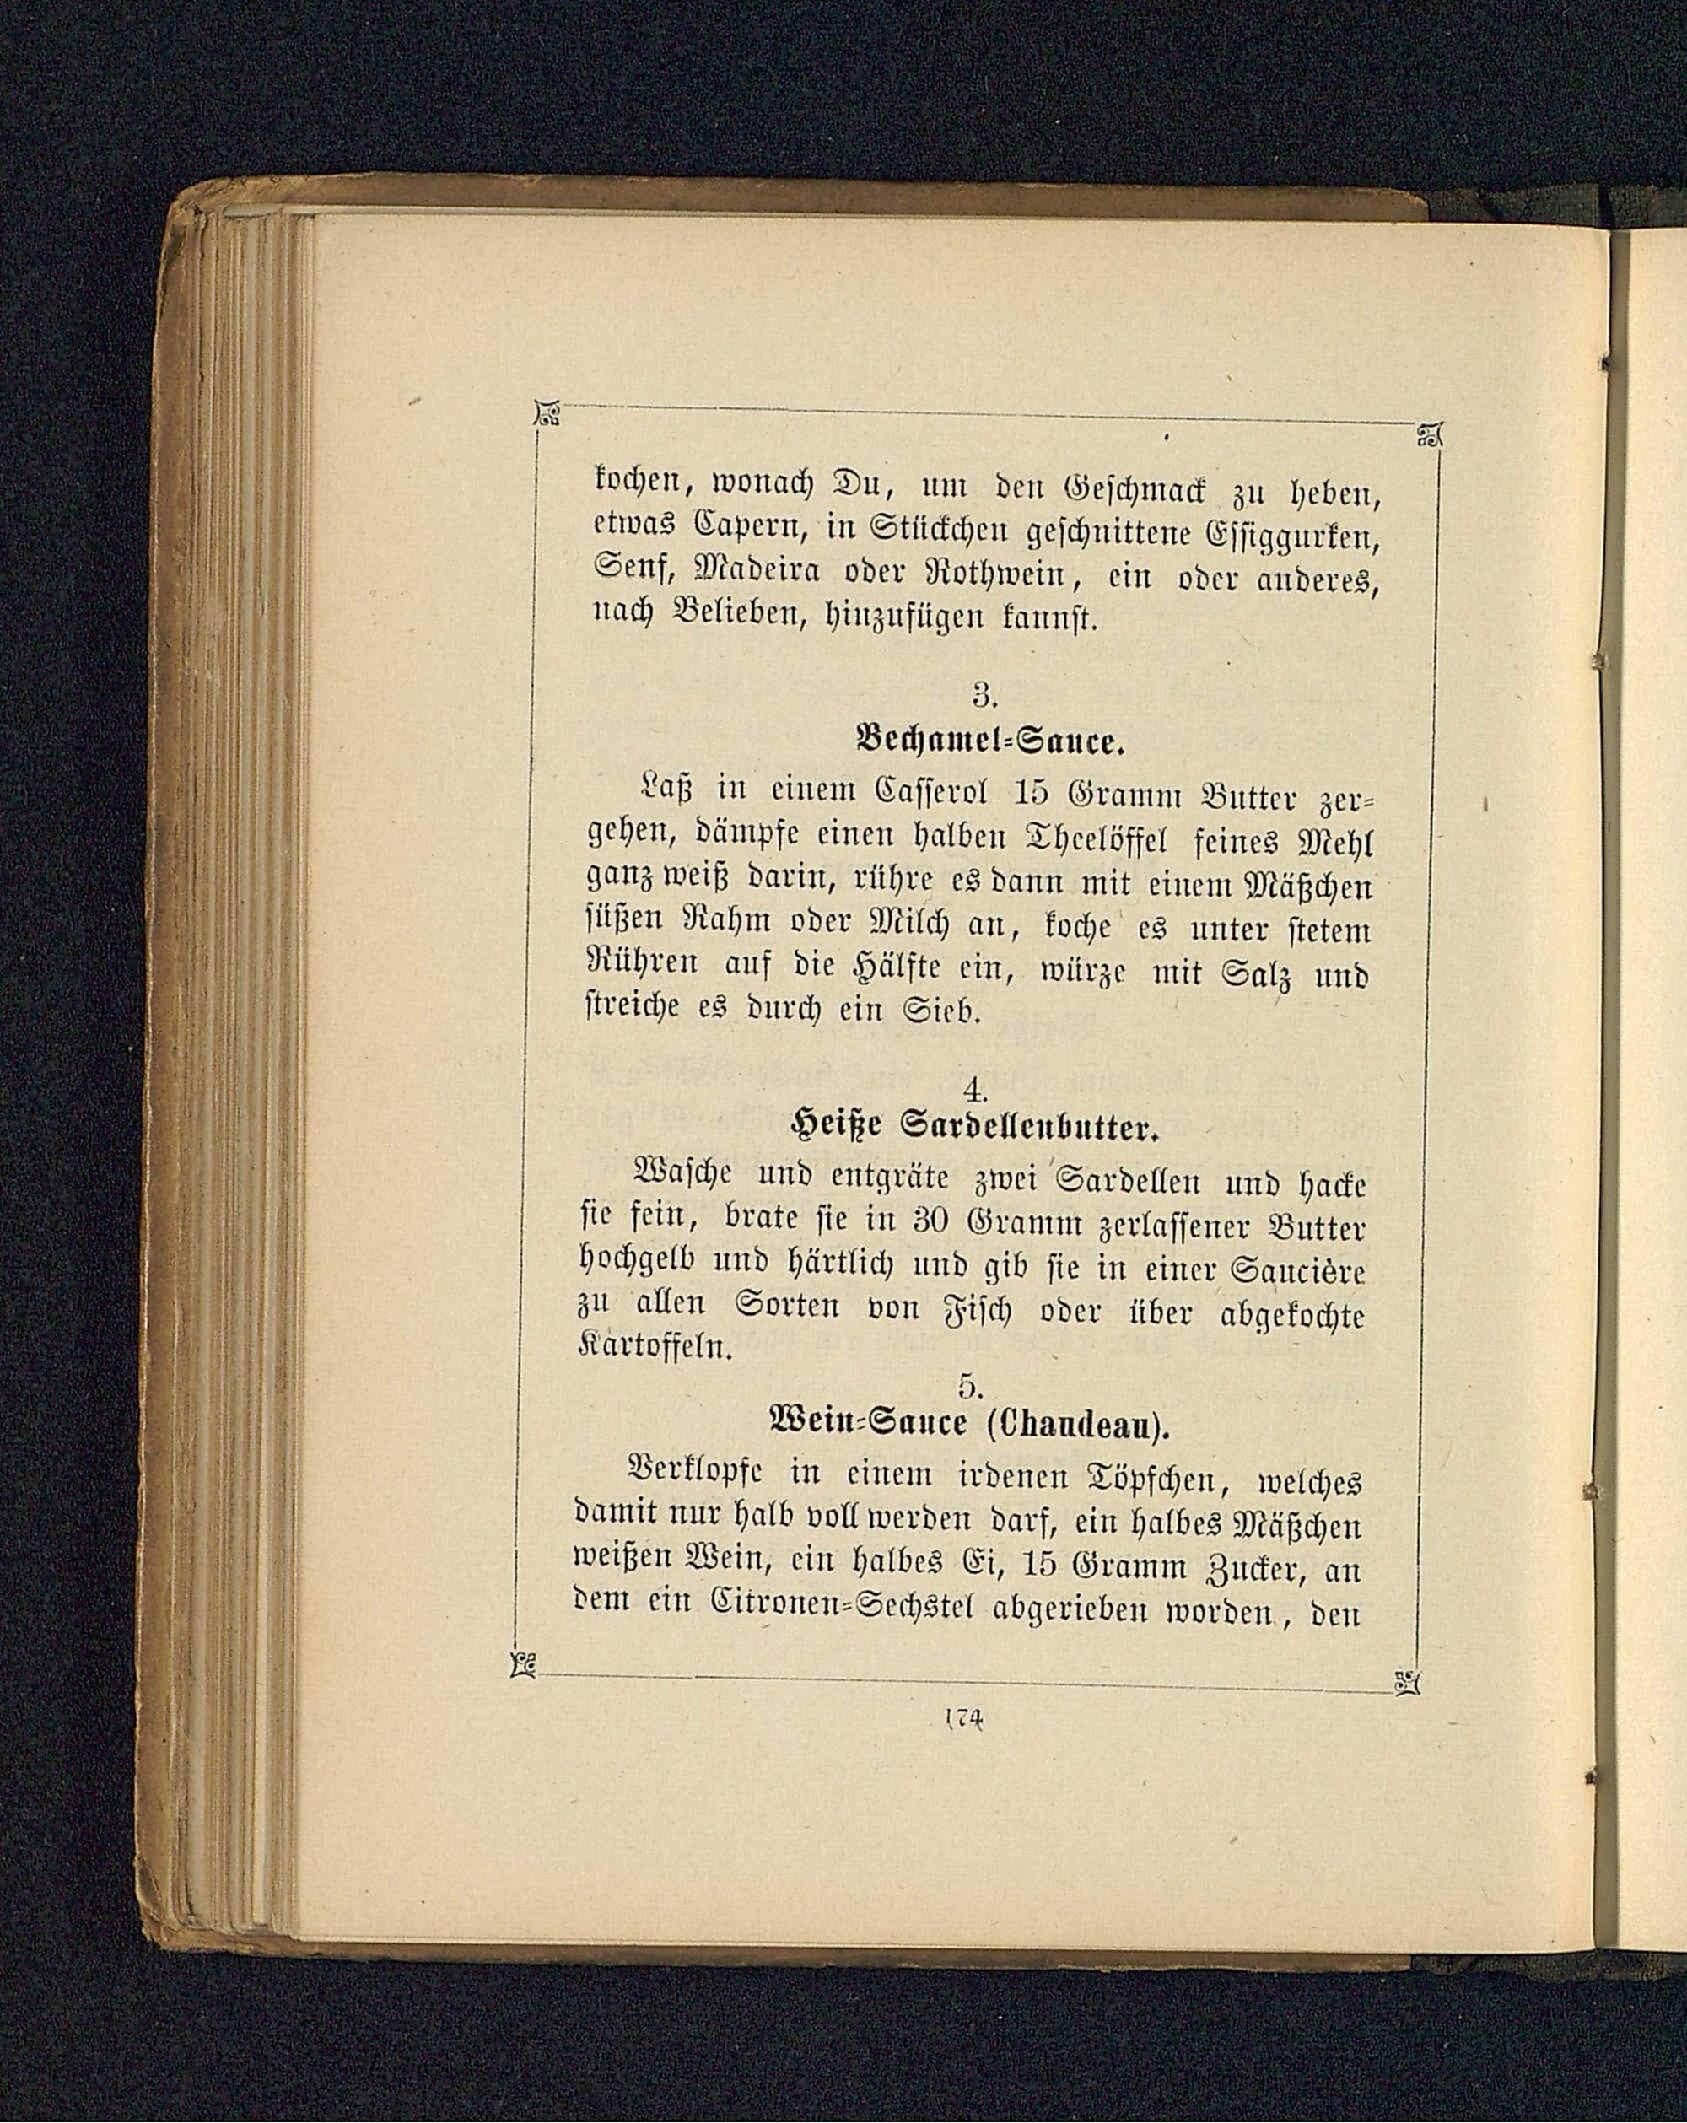 kochen, wonach Du, um den Geschmack zu heben,
etwas Capern, in Stückchen geschnittene Essiggurken,
Senf, Madeira oder Rothwein, ein oder anderes,
nach Belieben, hinzufügen kannst.
3.
Bechamel-Sauce.
Laß in einem Casserol 15 Gramm Butter zer-
gehen, dämpfe einen halben Theelöffel feines Mehl
ganz weiß darin, rühre es dann mit einem Mäßchen
süßen Rahm oder Milch an, koche es unter stetem
Rühren auf die Hälfte ein, würze mit Salz und
streiche es durch ein Sieb.
4.
Heiße Sardellenbutter.
Wasche und entgräte zwei Sardellen und hacke
sie fein, brate sie in 30 Gramm zerlassener Butter
hochgelb und härtlich und gib sie in einer Saucière
zu allen Sorten von Fisch oder über abgekochte
Kartoffeln.
5.
Wein-Sauce (Chaudeau).
Verklopfe in einem irdenen Töpfchen, welches
damit nur halb voll werden darf, ein halbes Mäßchen
weißen Wein, ein halbes Ei, 15 Gramm Zucker, an
dem ein Citronen-Sechstel abgerieben worden, den
174